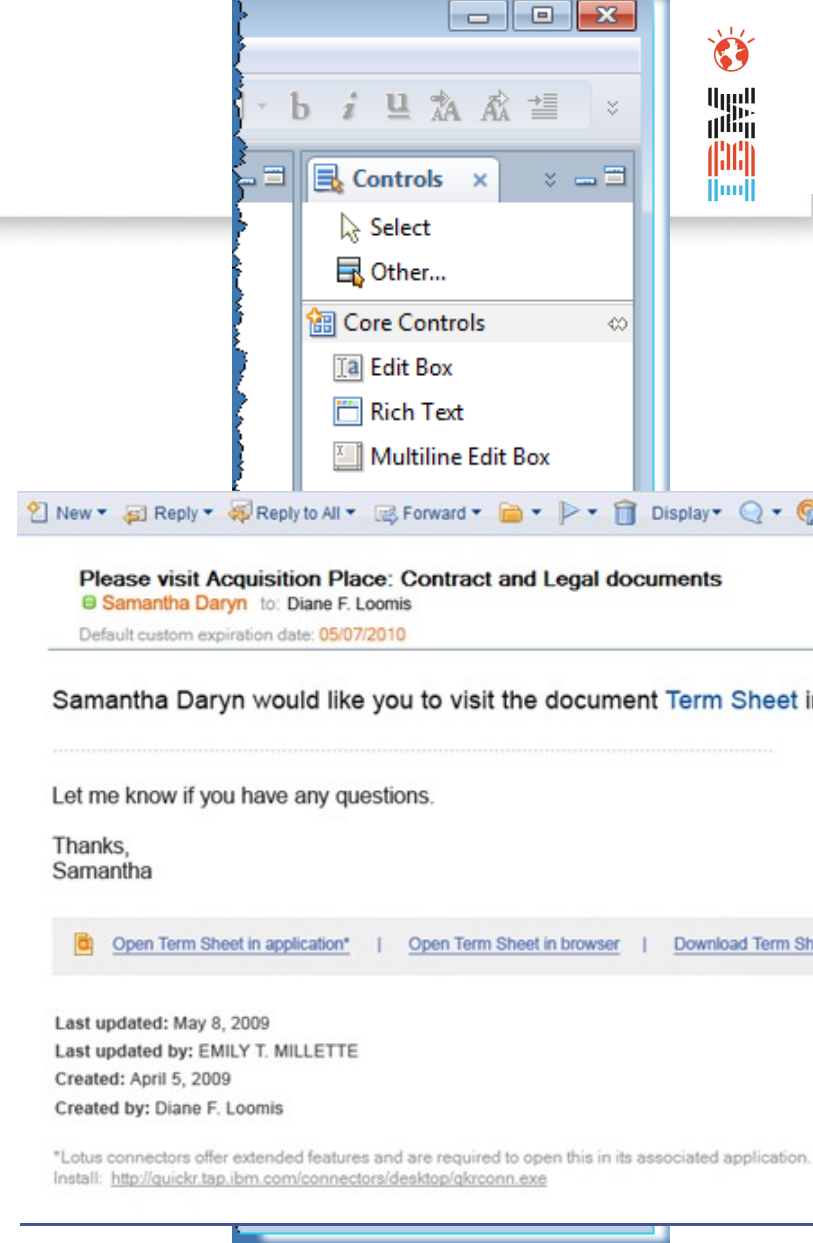 b i u
Controls
Select
Other...
Core Controls
Edit Box
Rich Text
Multiline Edit Box
IBM
New Reply Reply to All Forward Display
Please visit Acquisition Place: Contract and Legal documents
Samantha Daryn to: Diane F. Loomis
Default custom expiration date: 05/07/2010
Samantha Daryn would like you to visit the document Term Sheet i
Let me know if you have any questions.
Thanks,
Samantha
Open Term Sheet in application* | Open Term Sheet in browser | Download Term Sh
Last updated: May 8, 2009
Last updated by: EMILY T. MILLETTE
Created: April 5, 2009
Created by: Diane F. Loomis
*Lotus connectors offer extended features and are required to open this in its associated application.
Install: http://quickr.tap.ibm.com/connectors/desktop/qkrconn.exe